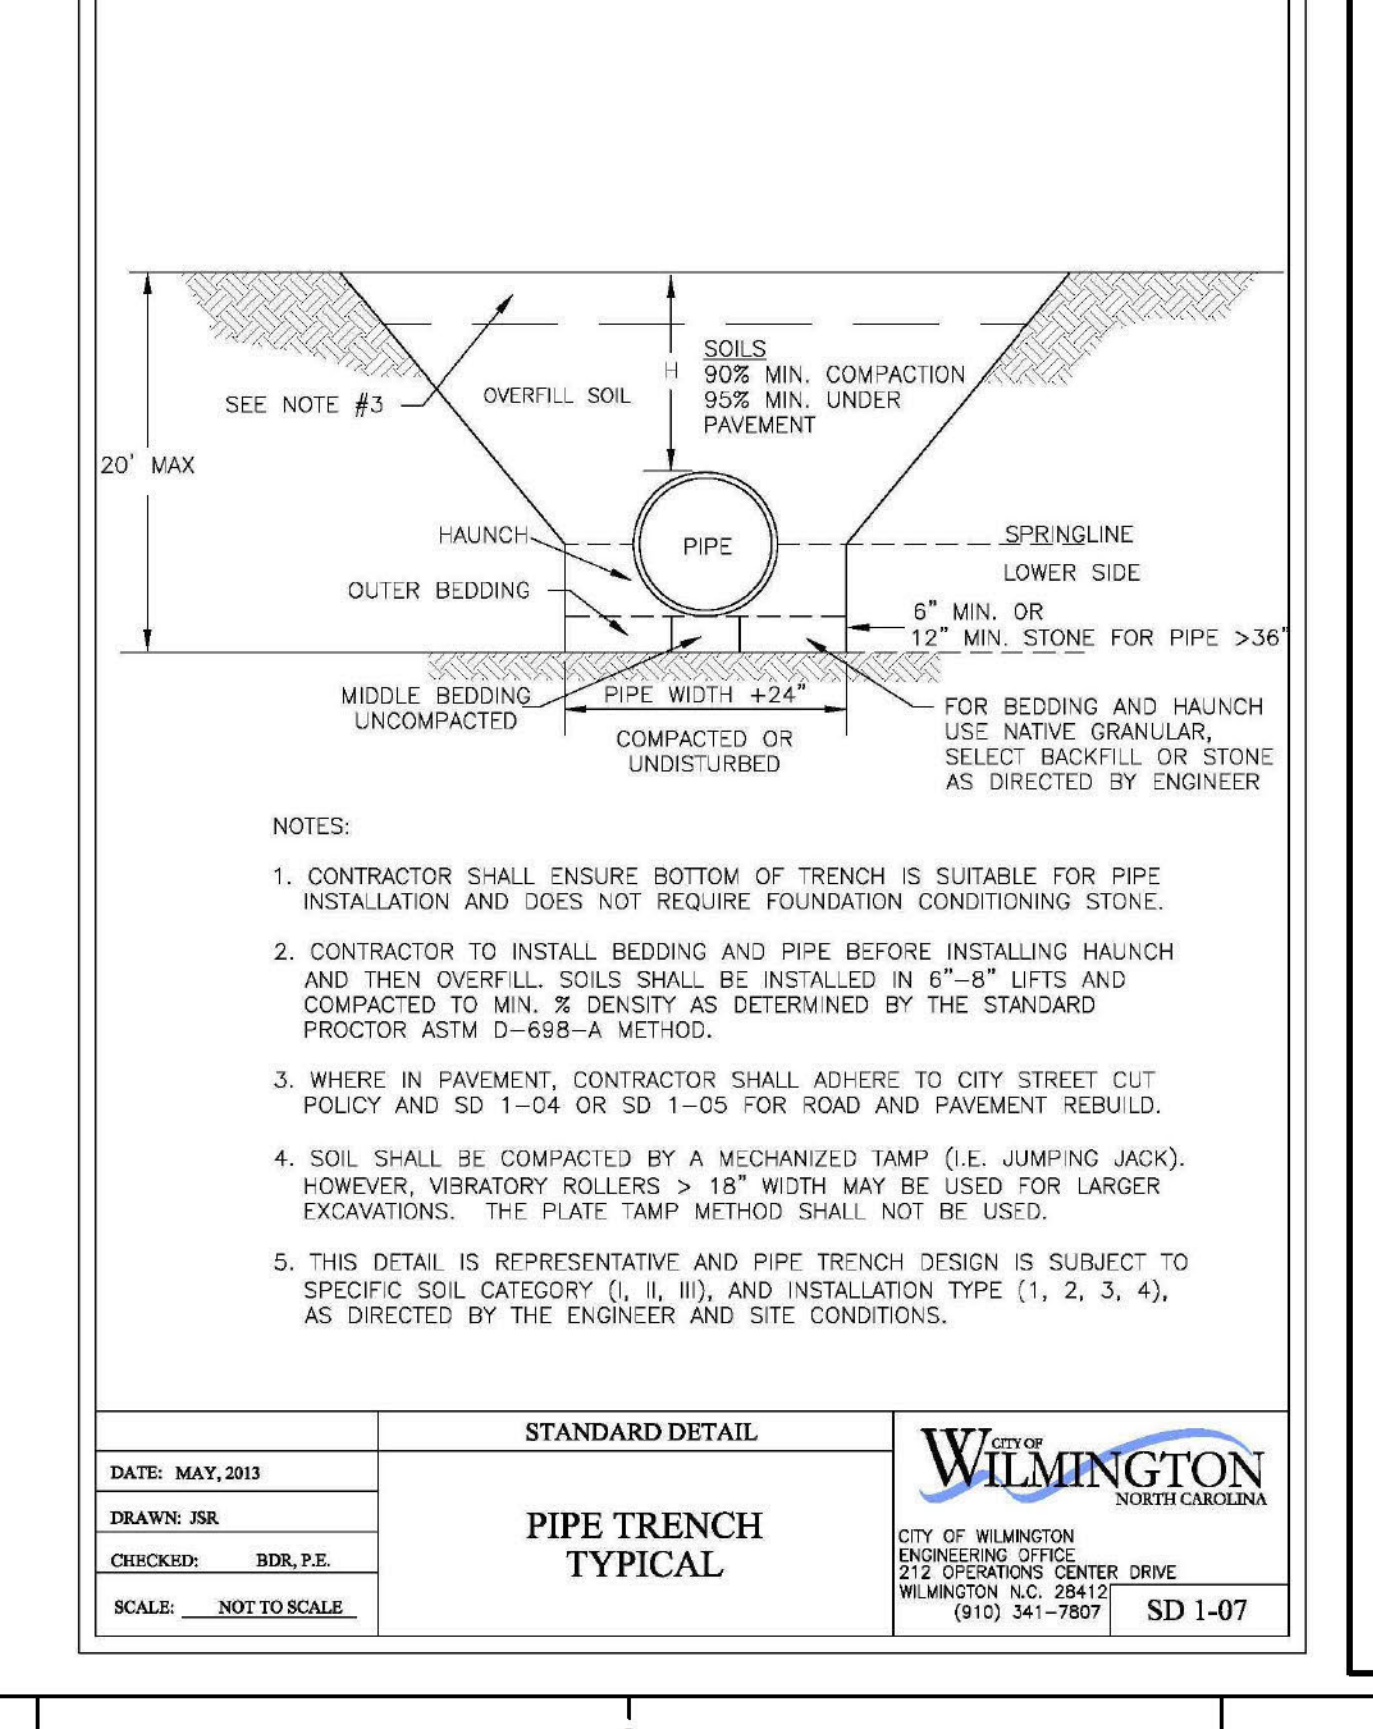 SOILS
90% MIN. COMPACTION
95% MIN. UNDER
PAVEMENT
H
OVERFILL SOIL
SEE NOTE #3
20' MAX
HAUNCH
PIPE
SPRINGLINE
LOWER SIDE
OUTER BEDDING
6" MIN. OR
12" MIN. STONE FOR PIPE >36"
MIDDLE BEDDING
UNCOMPACTED
PIPE WIDTH +24"
COMPACTED OR
UNDISTURBED
FOR BEDDING AND HAUNCH
USE NATIVE GRANULAR,
SELECT BACKFILL OR STONE
AS DIRECTED BY ENGINEER
NOTES:
1. CONTRACTOR SHALL ENSURE BOTTOM OF TRENCH IS SUITABLE FOR PIPE
INSTALLATION AND DOES NOT REQUIRE FOUNDATION CONDITIONING STONE.
2. CONTRACTOR TO INSTALL BEDDING AND PIPE BEFORE INSTALLING HAUNCH
AND THEN OVERFILL. SOILS SHALL BE INSTALLED IN 6"-8" LIFTS AND
COMPACTED TO MIN. % DENSITY AS DETERMINED BY THE STANDARD
PROCTOR ASTM D-698-A METHOD.
3. WHERE IN PAVEMENT, CONTRACTOR SHALL ADHERE TO CITY STREET CUT
POLICY AND SD 1-04 OR SD 1-05 FOR ROAD AND PAVEMENT REBUILD.
4. SOIL SHALL BE COMPACTED BY A MECHANIZED TAMP (I.E. JUMPING JACK).
HOWEVER, VIBRATORY ROLLERS > 18" WIDTH MAY BE USED FOR LARGER
EXCAVATIONS. THE PLATE TAMP METHOD SHALL NOT BE USED.
5. THIS DETAIL IS REPRESENTATIVE AND PIPE TRENCH DESIGN IS SUBJECT TO
SPECIFIC SOIL CATEGORY (I, II, III), AND INSTALLATION TYPE (1, 2, 3, 4),
AS DIRECTED BY THE ENGINEER AND SITE CONDITIONS.
DATE: MAY, 2013
DRAWN: JSR
CHECKED: BDR, P.E.
SCALE: NOT TO SCALE
STANDARD DETAIL
PIPE TRENCH
TYPICAL
CITY OF
WILMINGTON
NORTH CAROLINA
CITY OF WILMINGTON
ENGINEERING OFFICE
212 OPERATIONS CENTER DRIVE
WILMINGTON N.C. 28412
(910) 341-7807
SD 1-07